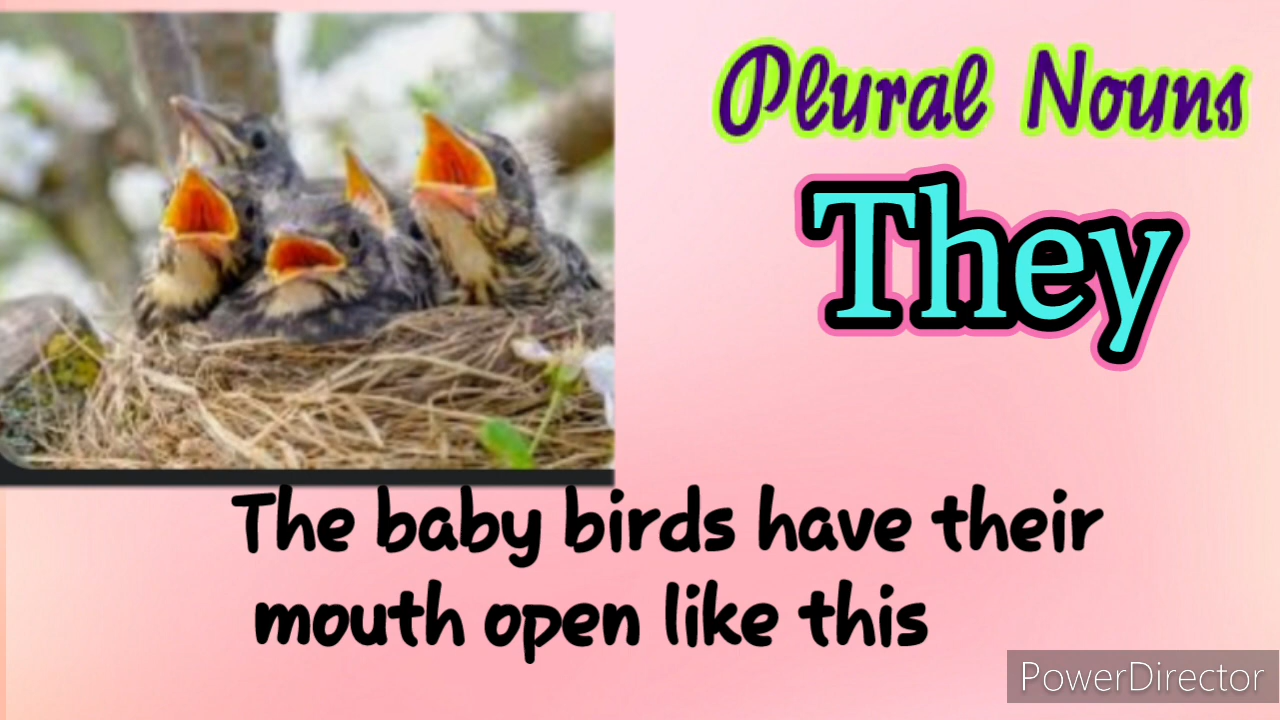 Plural Nouns
They
The baby birds have their
mouth open like this
PowerDirector